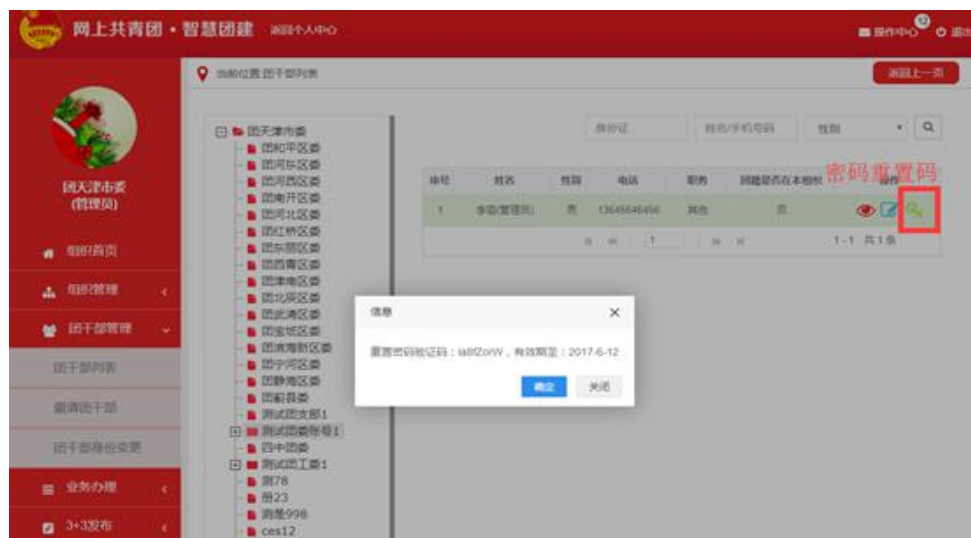 网上共青团·智慧团建 返回个人中心
操作中心 12 退出
当前位置 团干部列表 返回上一页
团天津市委
(管理员)
组织首页
组织管理
团干部管理
团干部列表
邀请团干部
团干部身份变更
业务办理
3+3发布
团天津市委
团和平区委
团河东区委
团河西区委
团南开区委
团河北区委
团红桥区委
团东丽区委
团西青区委
团津南区委
团北辰区委
团武清区委
团宝坻区委
团滨海新区委
团宁河区委
团静海区委
团蓟县委
测试团支部1
测试团委账号1
四中团委
测试团工委1
测78
册23
测是998
ces12
身份证 姓名/手机号码 性别
密码重置码
序号 姓名 性别 电话 职务 团籍是否在本组织 操作
1 (管理员) 男 13645646456 其他 否
1 1-1 共1条
信息
重置密码验证码：ia8fZorW，有效期至：2017-6-12
确定 关闭